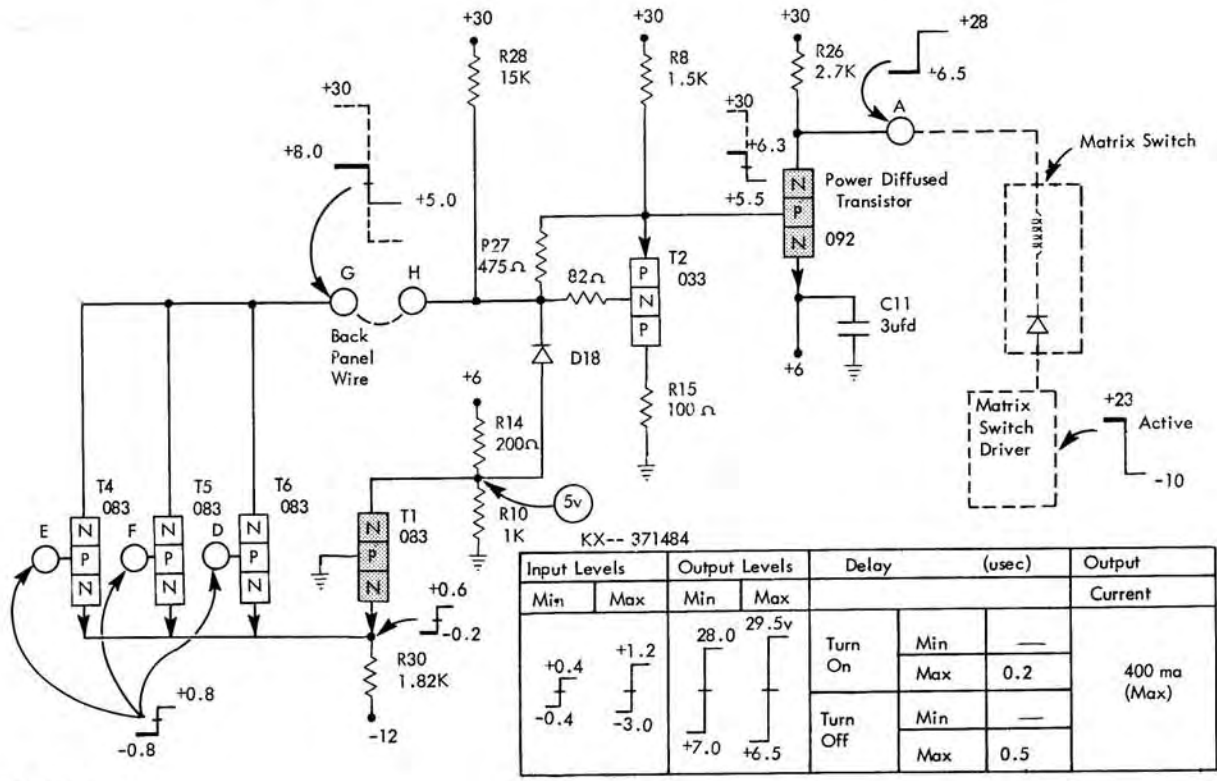 +30
+30
+30
+28
+6.5
R28
15K
R8
1.5K
R26
2.7K
A
+30
+8.0
+5.0
+30
+6.3
+5.5
Matrix Switch
N
P
N
Power Diffused
Transistor
092
R27
475Ω
82Ω
P
N
P
T2
033
G
H
Back
Panel
Wire
D18
C11
3ufd
+6
+6
R14
200Ω
R15
100 Ω
Matrix
Switch
Driver
+23
Active
-10
5v
R10
1K
E
T4
083
N
P
N
F
T5
083
N
P
N
D
T6
083
N
P
N
T1
083
N
P
N
+0.6
-0.2
R30
1.82K
-12
+0.8
-0.8
KX-- 371484
Input Levels Output Levels Delay (usec) Output
Current
Min Max Min Max
+0.4
-0.4
+1.2
-3.0
28.0
+7.0
29.5v
+6.5
Turn
On
Min —
Max 0.2
Turn
Off
Min —
Max 0.5
400 ma
(Max)